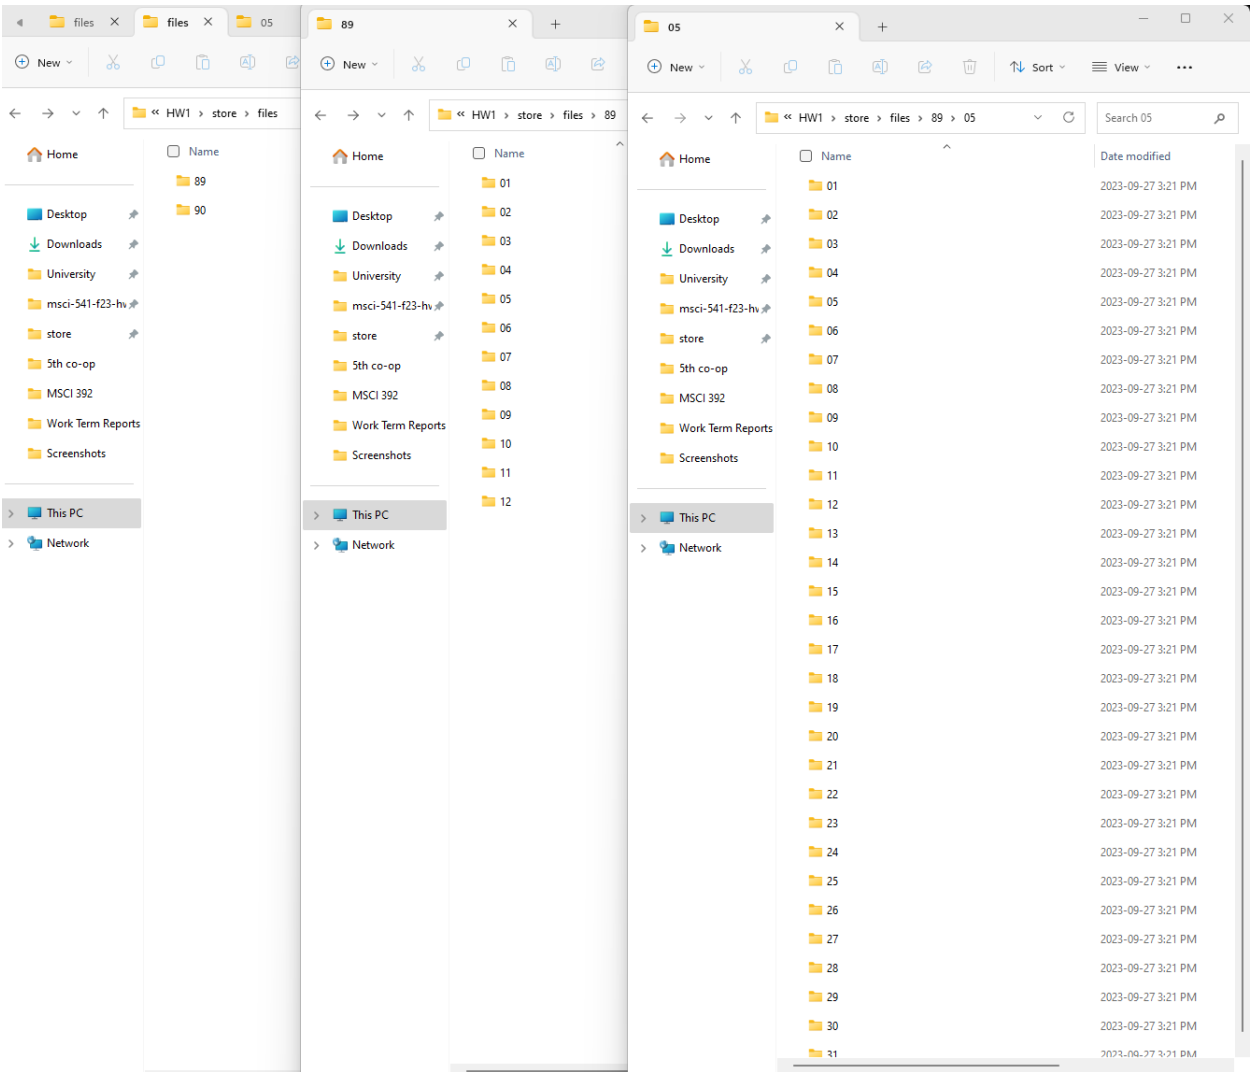 files
files
05
New
HW1 > store > files
Home
Desktop
Downloads
University
msci-541-f23-hw
store
5th co-op
MSCI 392
Work Term Reports
Screenshots
This PC
Network
Name
89
90
89
New
HW1 > store > files > 89
Home
Desktop
Downloads
University
msci-541-f23-hw
store
5th co-op
MSCI 392
Work Term Reports
Screenshots
This PC
Network
Name
01
02
03
04
05
06
07
08
09
10
11
12
05
New
Sort
View
HW1 > store > files > 89 > 05
Search 05
Home
Desktop
Downloads
University
msci-541-f23-hw
store
5th co-op
MSCI 392
Work Term Reports
Screenshots
This PC
Network
Name Date modified
01 2023-09-27 3:21 PM
02 2023-09-27 3:21 PM
03 2023-09-27 3:21 PM
04 2023-09-27 3:21 PM
05 2023-09-27 3:21 PM
06 2023-09-27 3:21 PM
07 2023-09-27 3:21 PM
08 2023-09-27 3:21 PM
09 2023-09-27 3:21 PM
10 2023-09-27 3:21 PM
11 2023-09-27 3:21 PM
12 2023-09-27 3:21 PM
13 2023-09-27 3:21 PM
14 2023-09-27 3:21 PM
15 2023-09-27 3:21 PM
16 2023-09-27 3:21 PM
17 2023-09-27 3:21 PM
18 2023-09-27 3:21 PM
19 2023-09-27 3:21 PM
20 2023-09-27 3:21 PM
21 2023-09-27 3:21 PM
22 2023-09-27 3:21 PM
23 2023-09-27 3:21 PM
24 2023-09-27 3:21 PM
25 2023-09-27 3:21 PM
26 2023-09-27 3:21 PM
27 2023-09-27 3:21 PM
28 2023-09-27 3:21 PM
29 2023-09-27 3:21 PM
30 2023-09-27 3:21 PM
31 2023-09-27 3:21 PM